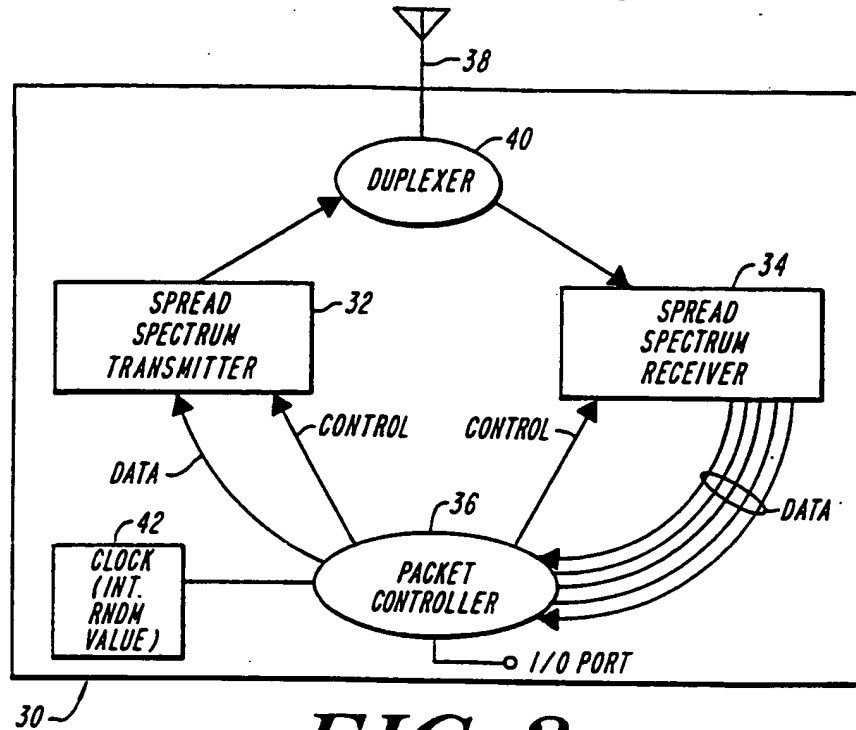 38
40
DUPLEXER
32
SPREAD
SPECTRUM
TRANSMITTER
34
SPREAD
SPECTRUM
RECEIVER
CONTROL
CONTROL
DATA
DATA
42
CLOCK
(INT.
RNDM
VALUE)
36
PACKET
CONTROLLER
I/O PORT
30